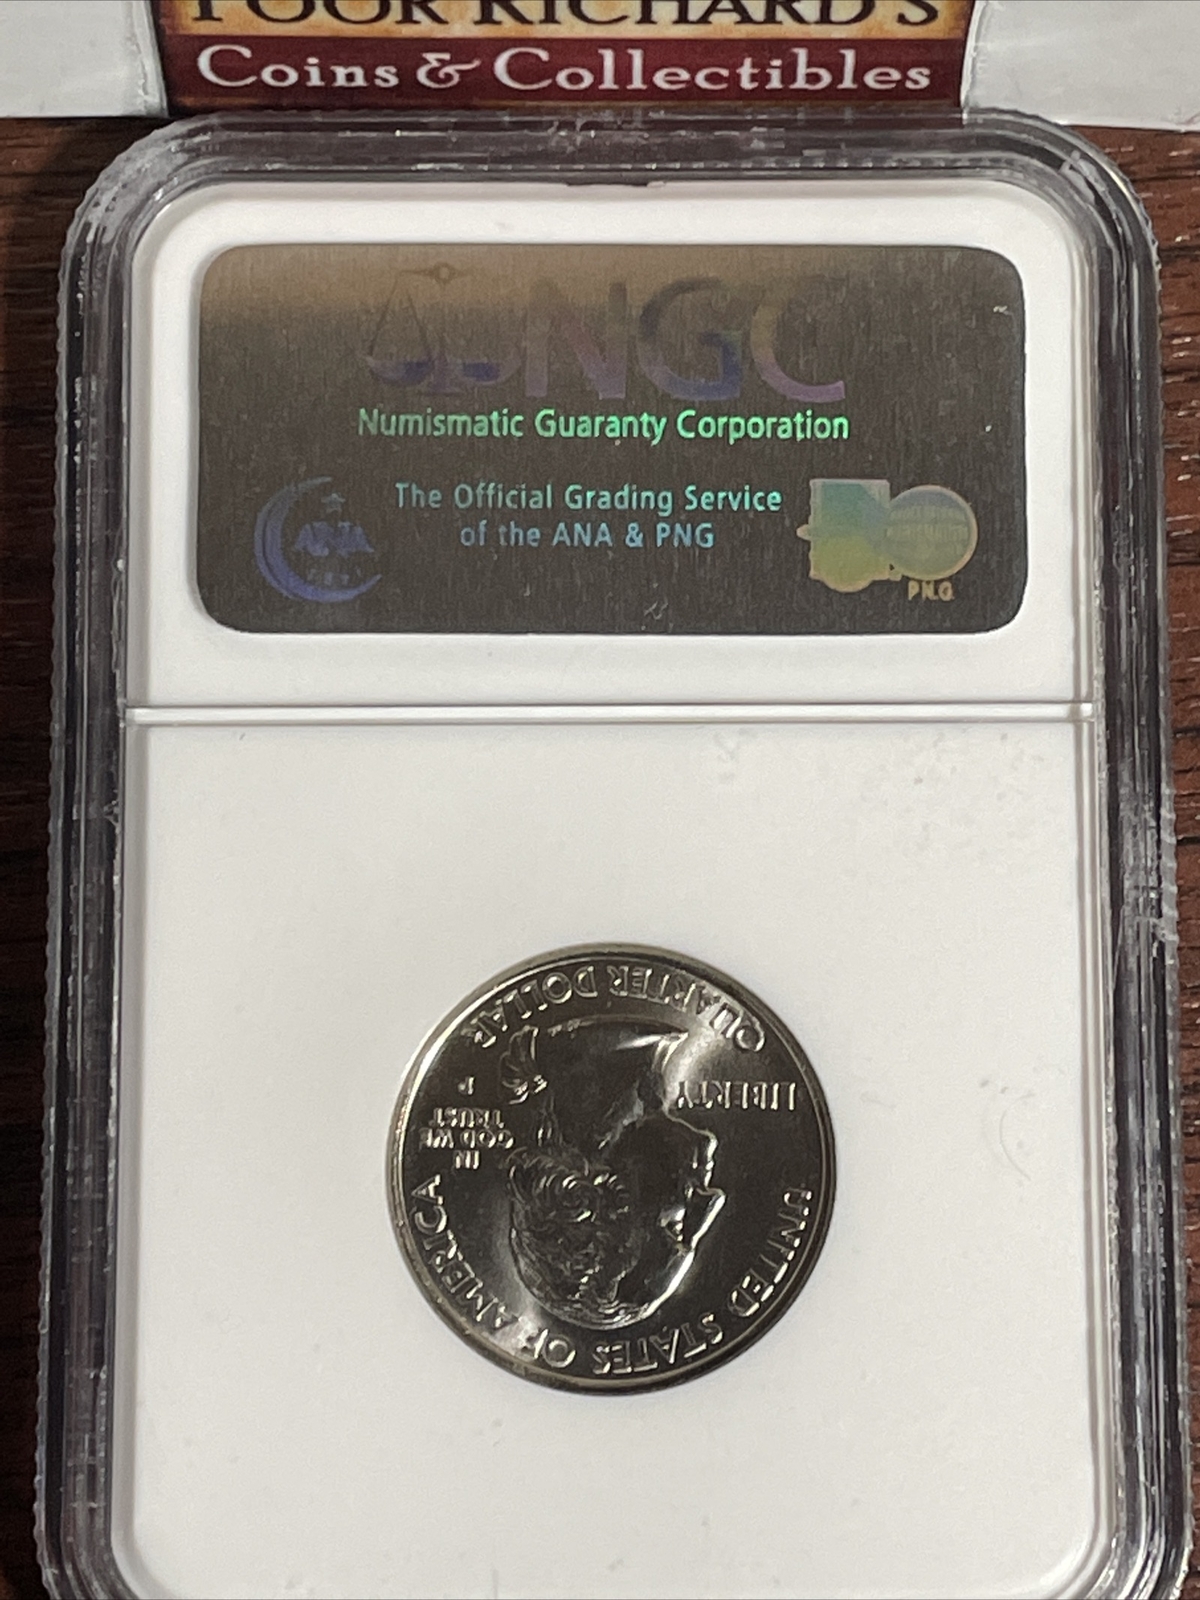 POOR RICHARD'S
Coins & Collectibles
NGC
Numismatic Guaranty Corporation
The Official Grading Service
of the ANA & PNG
ANA
P.N.G
UNITED STATES OF AMERICA
LIBERTY
IN
GOD WE
TRUST
P
QUARTER DOLLAR